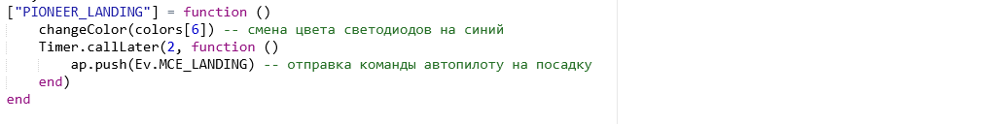 ["PIONEER_LANDING"] = function ()
changeColor(colors[6]) -- смена цвета светодиодов на синий
Timer.callLater(2, function ()
ap.push(Ev.MCE_LANDING) -- отправка команды автопилоту на посадку
end)
end